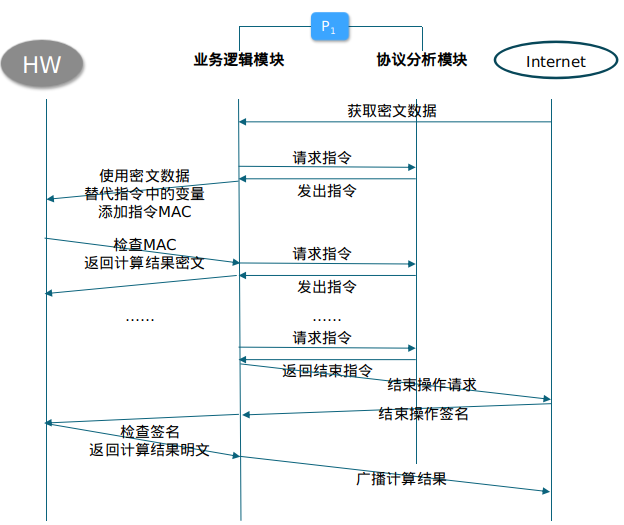 P1
HW
业务逻辑模块
协议分析模块
Internet
获取密文数据
请求指令
使用密文数据
替代指令中的变量
添加指令MAC
发出指令
检查MAC
返回计算结果密文
请求指令
发出指令
……
……
请求指令
返回结束指令
结束操作请求
结束操作签名
检查签名
返回计算结果明文
广播计算结果